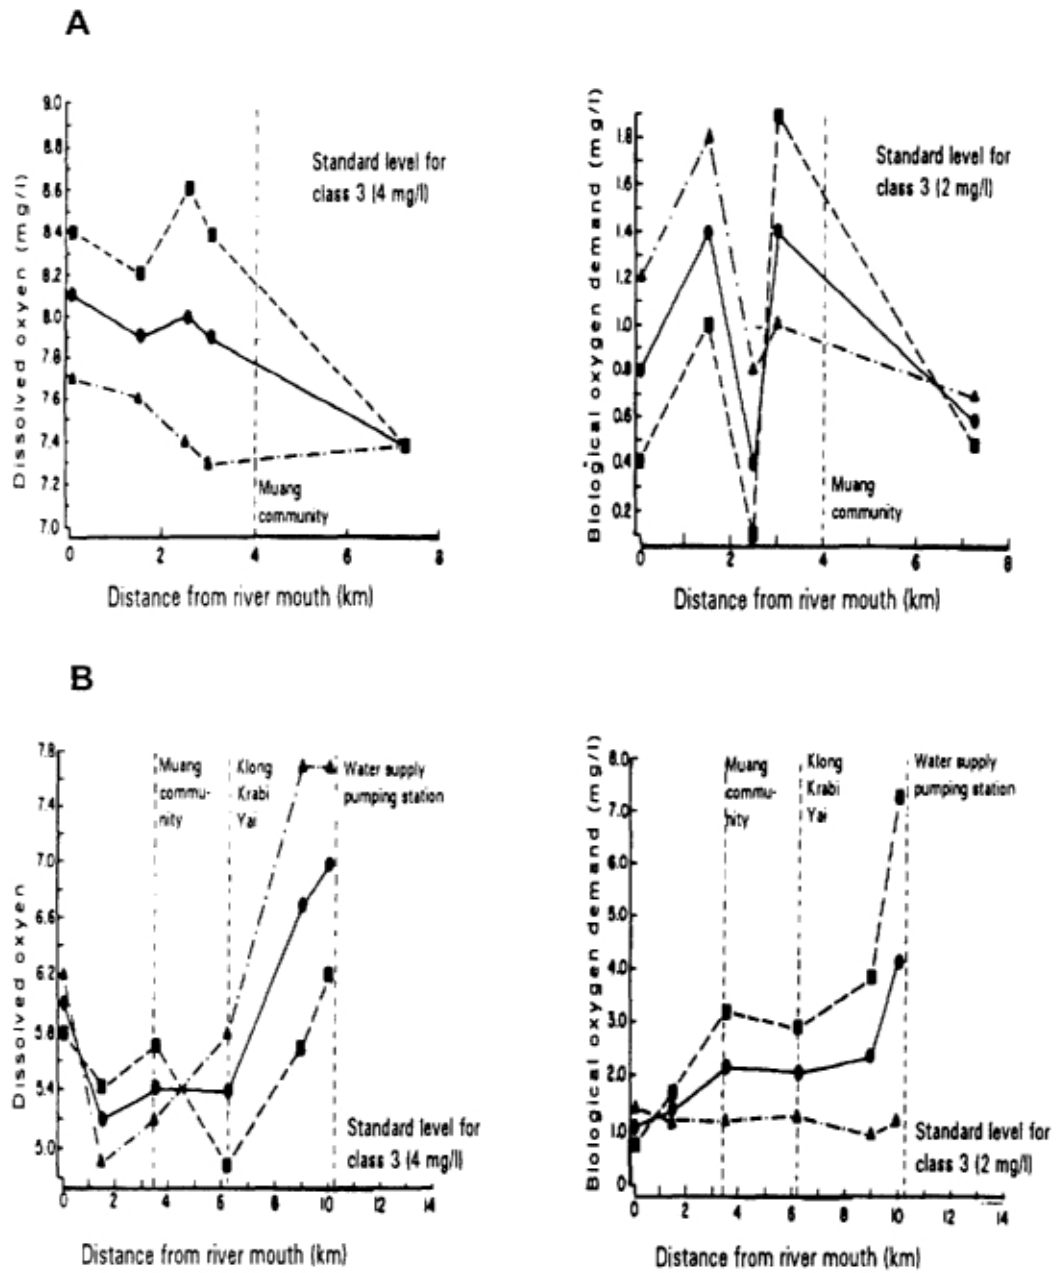 A
Dissolved oxyen (mg/l)
9.0
8.8
8.6
8.4
8.2
8.0
7.8
7.6
7.4
7.2
7.0
Standard level for
class 3 (4 mg/l)
Muang
community
0 2 4 6 8
Distance from river mouth (km)
Biological oxygen demand (mg/l)
1.8
1.6
1.4
1.2
1.0
0.8
0.6
0.4
0.2
Standard level for
class 3 (2 mg/l)
Muang
community
0 2 4 6 8
Distance from river mouth (km)
B
Dissolved oxyen
7.8
7.4
7.0
6.6
6.2
5.8
5.4
5.0
Muang
commu-
nity
Klong
Krabi
Yai
Water supply
pumping station
Standard level for
class 3 (4 mg/l)
0 2 4 6 8 10 12 14
Distance from river mouth (km)
Biological oxygen demand (mg/l)
8.0
7.0
6.0
5.0
4.0
3.0
2.0
1.0
0
Muang
commu-
nity
Klong
Krabi
Yai
Water supply
pumping station
Standard level for
class 3 (2 mg/l)
0 2 4 6 8 10 12 14
Distance from river mouth (km)